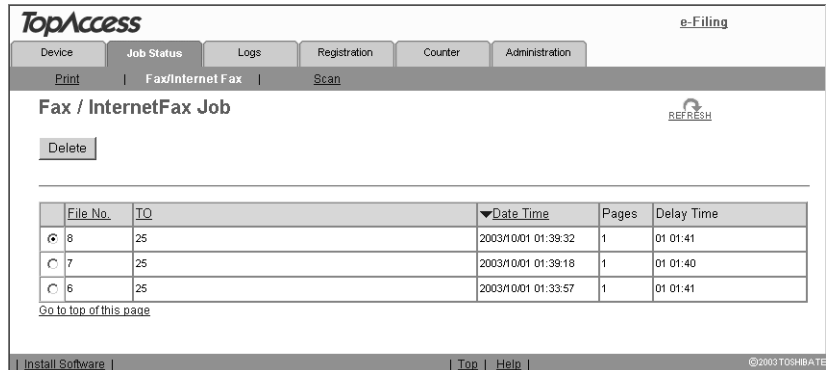 TopAccess
e-Filing
Device Job Status Logs Registration Counter Administration
Print | Fax/Internet Fax | Scan
Fax / InternetFax Job
REFRESH
Delete
File No. TO Date Time Pages Delay Time
8 25 2003/10/01 01:39:32 1 01 01:41
7 25 2003/10/01 01:39:18 1 01 01:40
6 25 2003/10/01 01:33:57 1 01 01:41
Go to top of this page
| Install Software | | Top | Help | ©2003 TOSHIBA TE